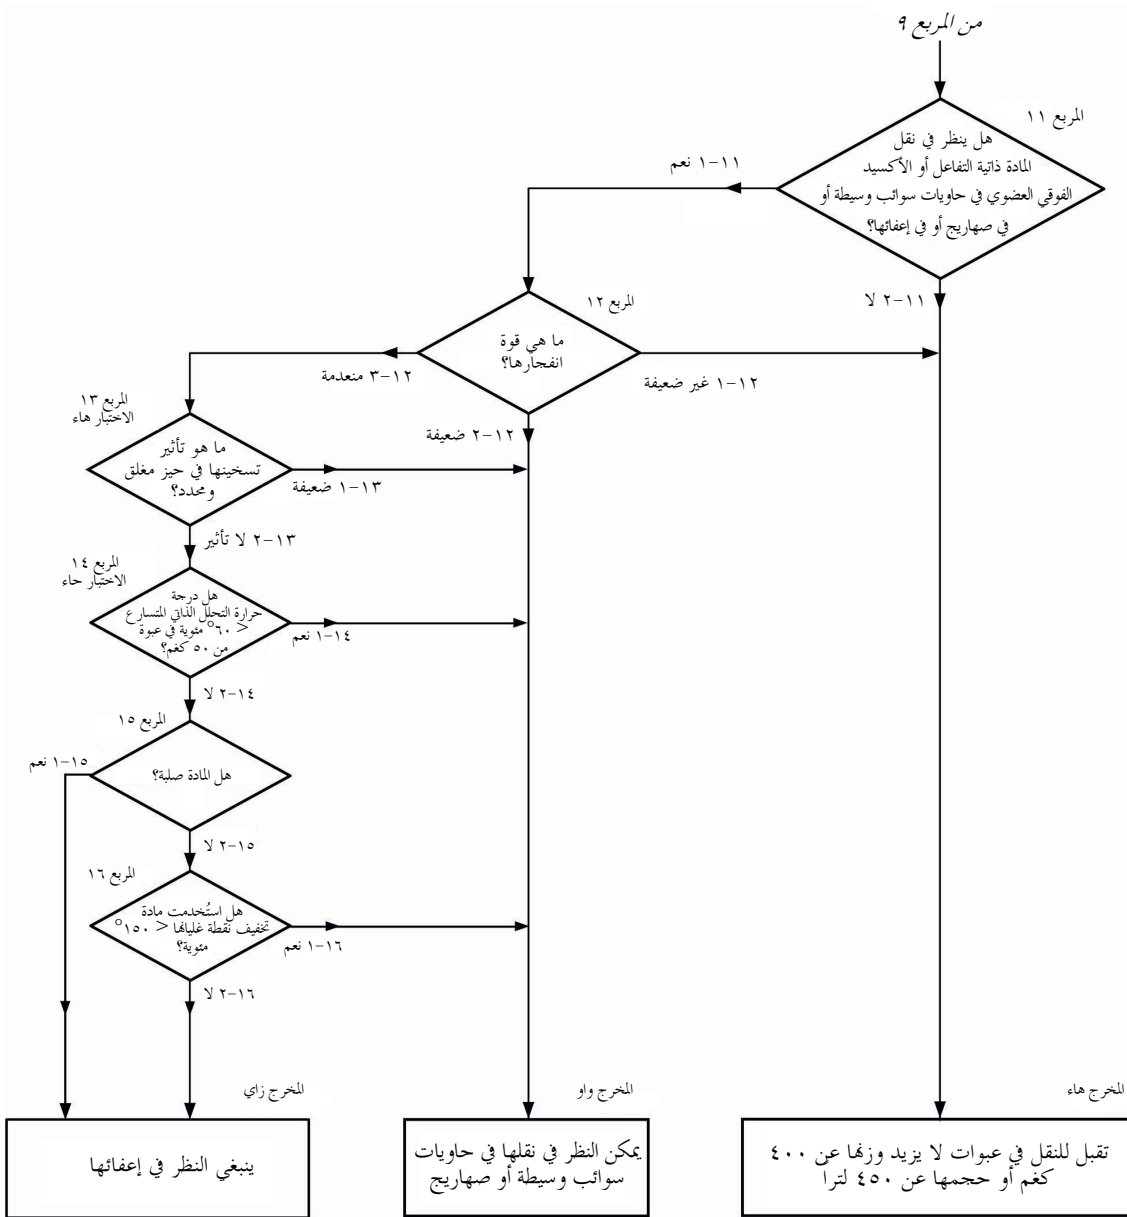 من المربع ٩
المربع ١١
هل ينظر في نقل
المادة ذاتية التفاعل أو الأكسيد
الفوقي العضوي في حاويات سوائب وسيطة أو
في صهاريج أو في إعفائها؟
١١-١ نعم
١١-٢ لا
المربع ١٢
ما هي قوة
انفجارها؟
١٢-١ غير ضعيفة
١٢-٣ منعدمة
١٢-٢ ضعيفة
المربع ١٣
الاختبار هاء
ما هو تأثير
تسخينها في حيز مغلق
ومحدد؟
١٣-١ ضعيفة
١٣-٢ لا تأثير
المربع ١٤
الاختبار حاء
هل درجة
حرارة التحلل الذاتي المتسارع
< ٦٠° مئوية في عبوة
من ٥٠ كغم؟
١٤-١ نعم
١٤-٢ لا
المربع ١٥
هل المادة صلبة؟
١٥-١ نعم
١٥-٢ لا
المربع ١٦
هل استُخدمت مادة
تخفيف نقطة غليانها < ١٥٠°
مئوية؟
١٦-١ نعم
١٦-٢ لا
المخرج هاء
تقبل للنقل في عبوات لا يزيد وزنها عن ٤٠٠
كغم أو حجمها عن ٤٥٠ لتراً
المخرج واو
يمكن النظر في نقلها في حاويات
سوائب وسيطة أو صهاريج
المخرج زاي
ينبغي النظر في إعفائها